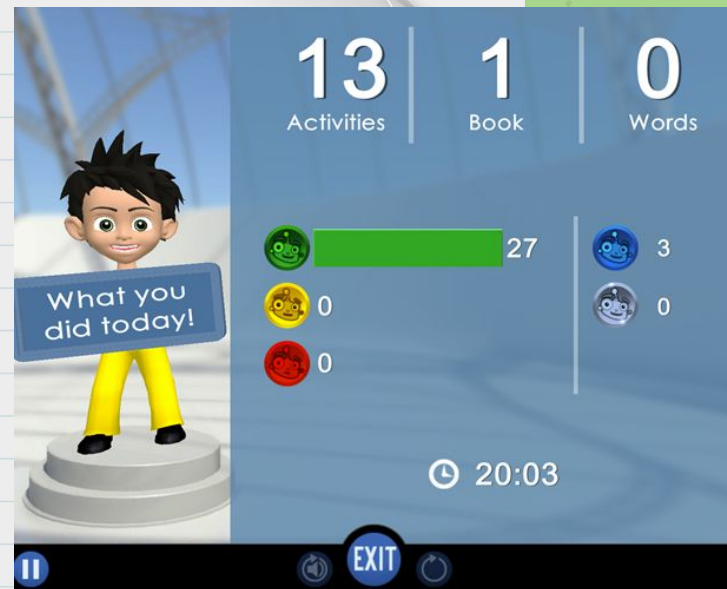 13 1 0
Activities Book Words
27 3
0 0
0
What you
did today!
20:03
EXIT